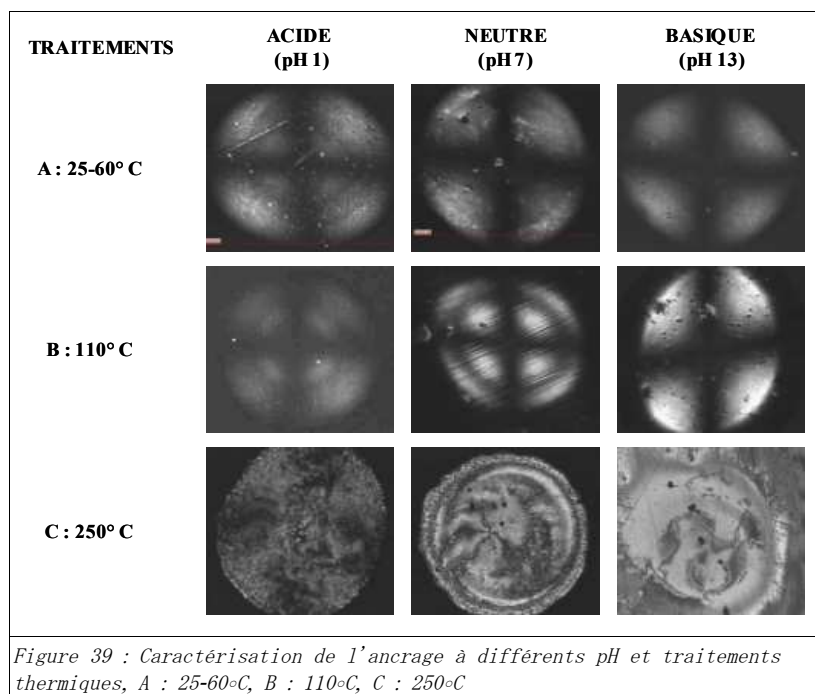 TRAITEMENTS
ACIDE
(pH 1)
NEUTRE
(pH 7)
BASIQUE
(pH 13)
A : 25-60° C
B : 110° C
C : 250° C
Figure 39 : Caractérisation de l'ancrage à différents pH et traitements
thermiques, A : 25-60◦C, B : 110◦C, C : 250◦C